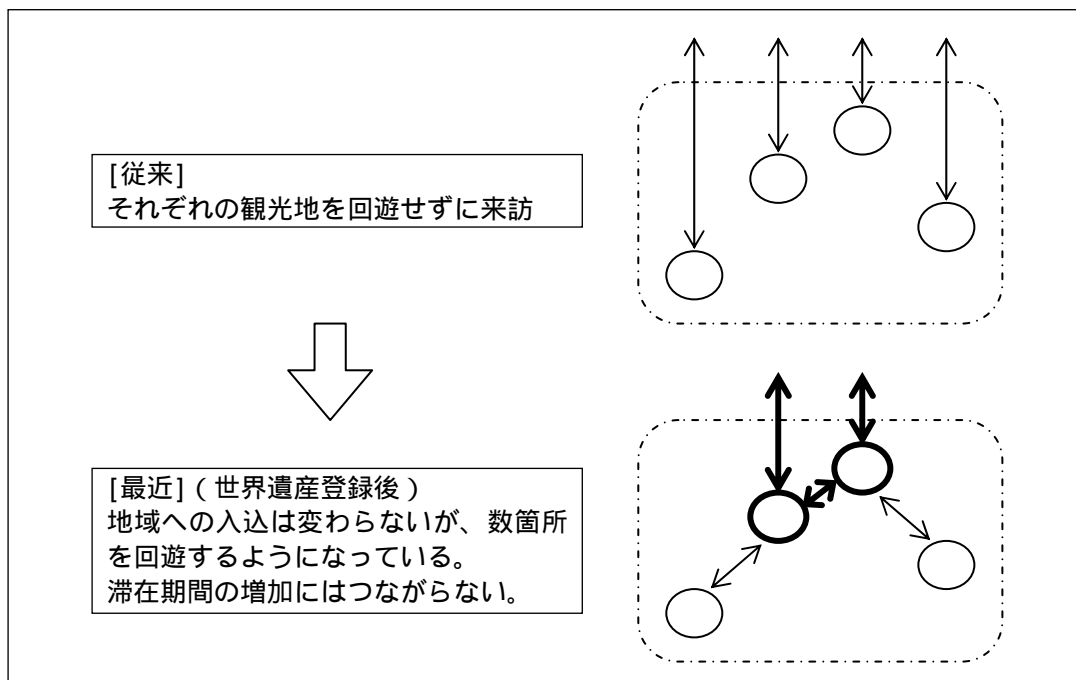 [従来]
それぞれの観光地を回遊せずに来訪
[最近](世界遺産登録後)
地域への入込は変わらないが、数箇所
を回遊するようになっている。
滞在期間の増加にはつながらない。